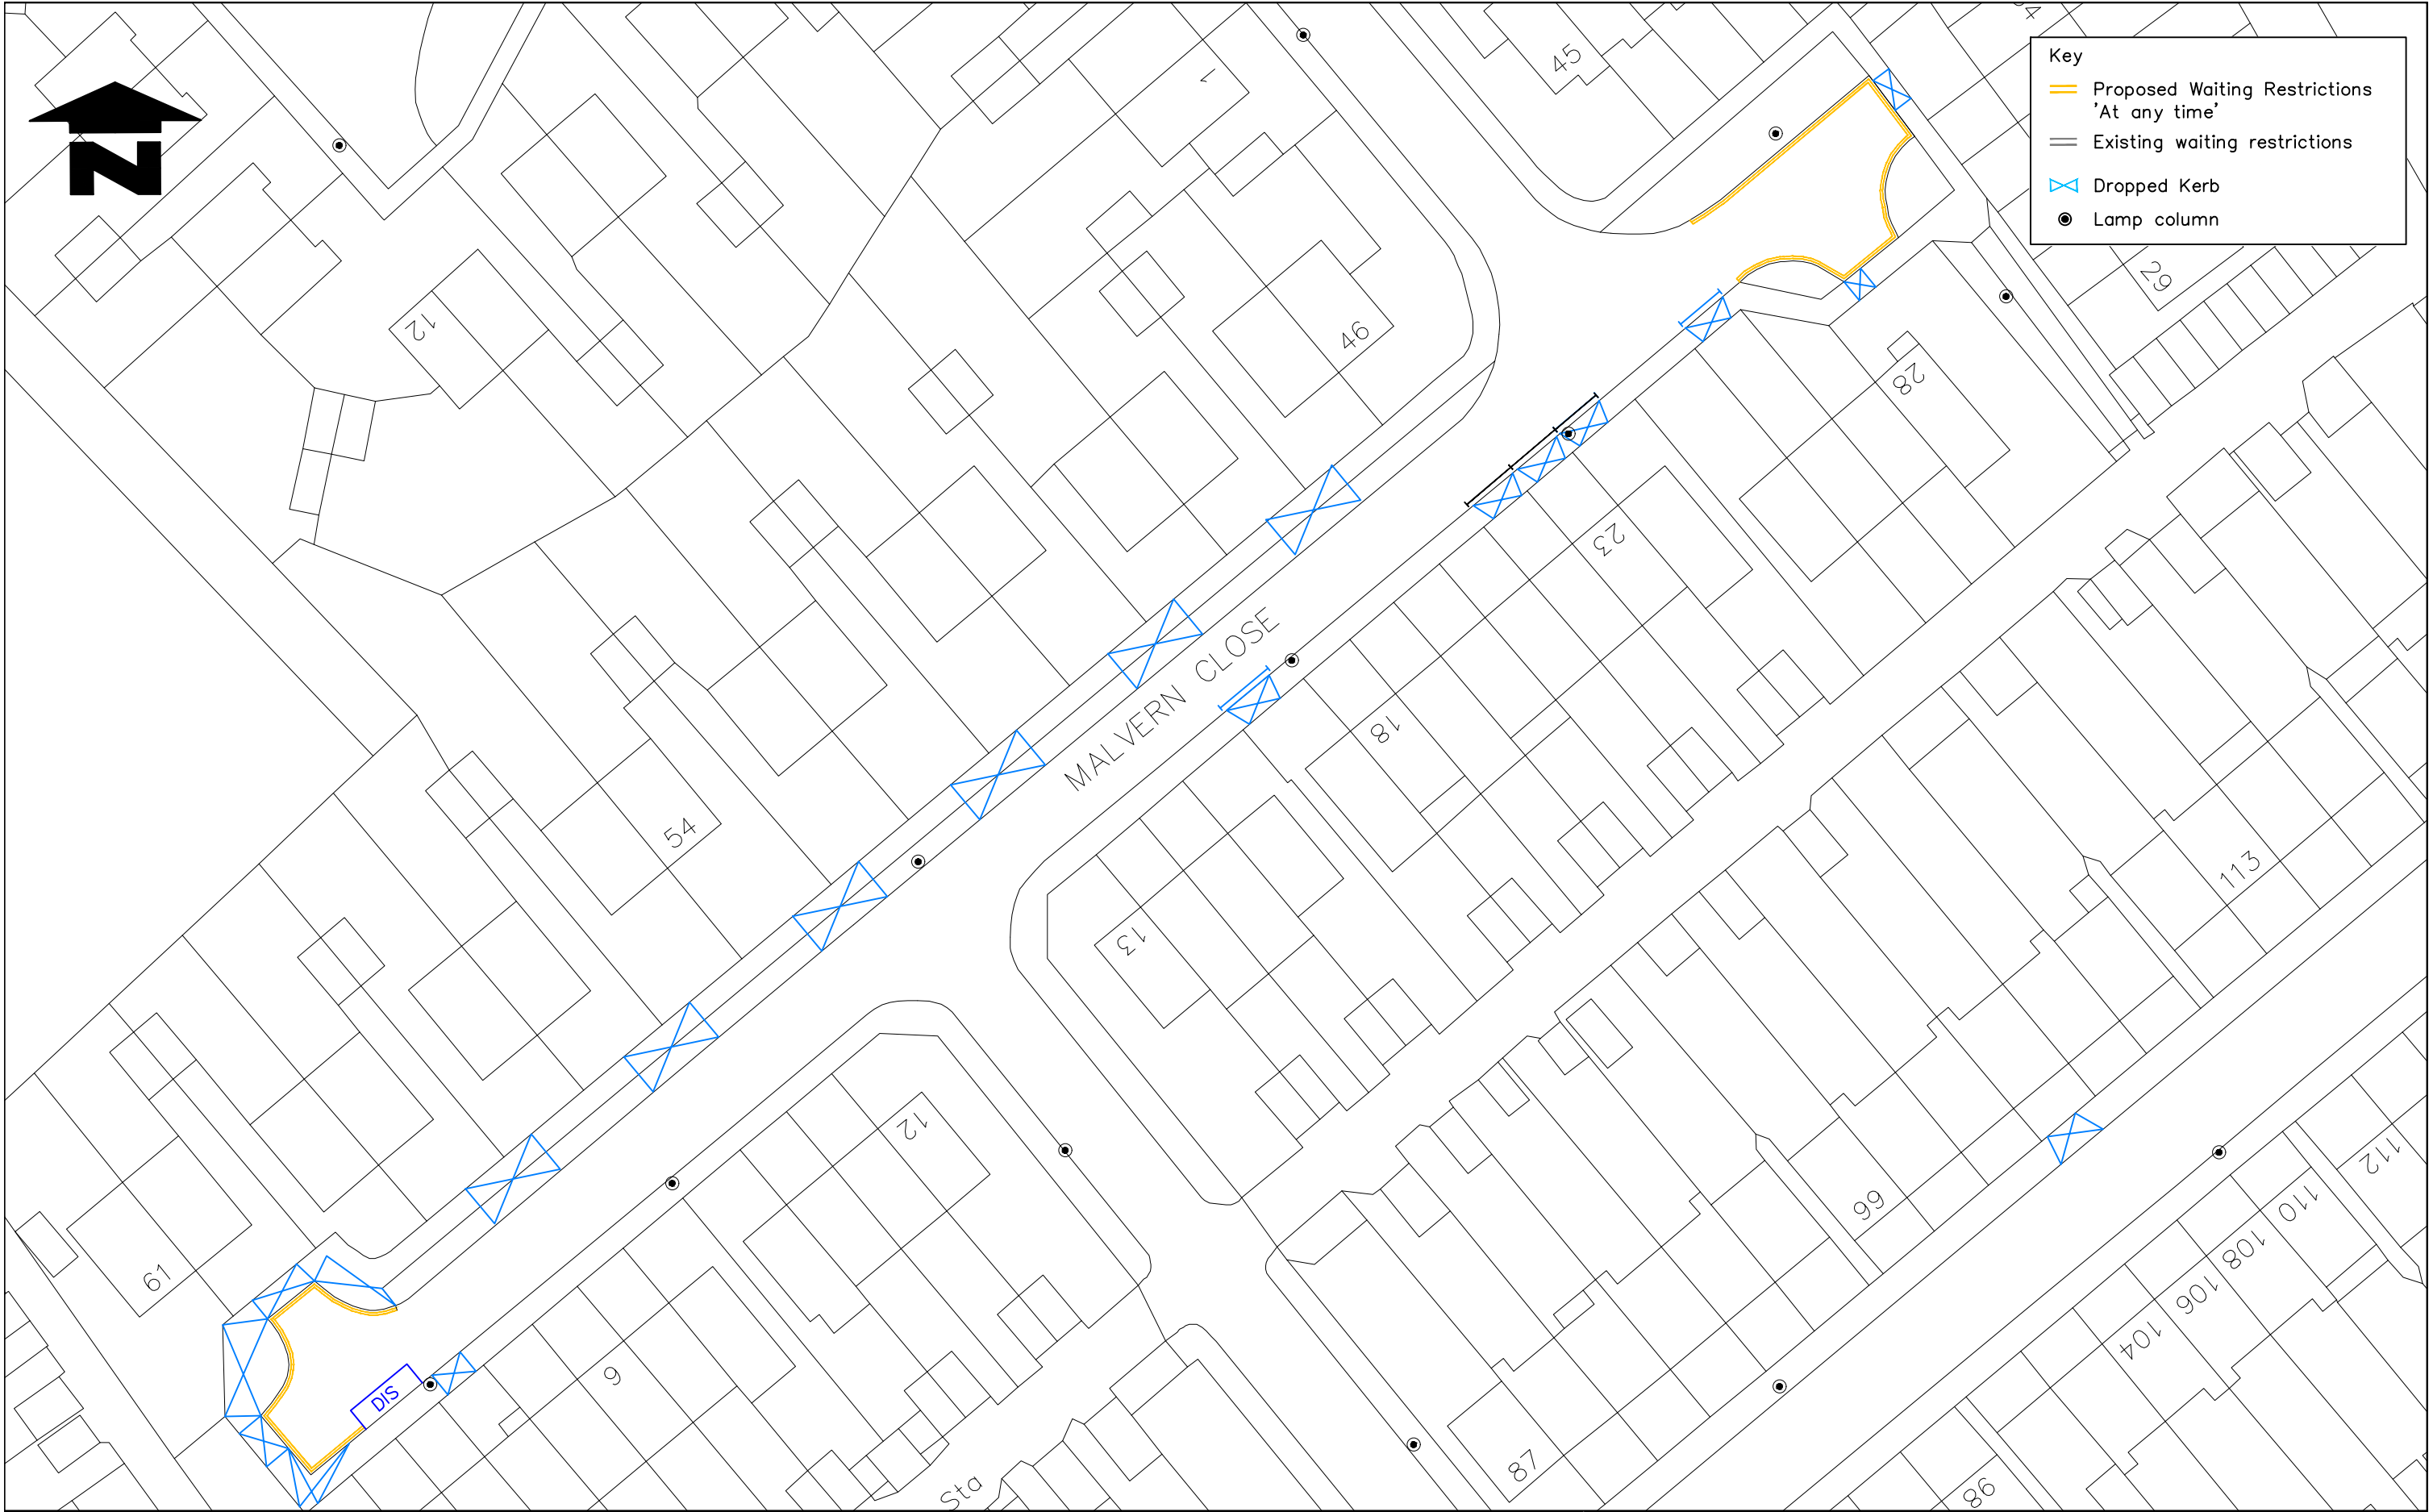 Key
Proposed Waiting Restrictions
'At any time'
Existing waiting restrictions
Dropped Kerb
Lamp column
N
45
1
29
12
46
28
23
MALVERN CLOSE
18
54
13
113
12
112
99
110
108
61
106
104
9
DIS
87
Sta
98